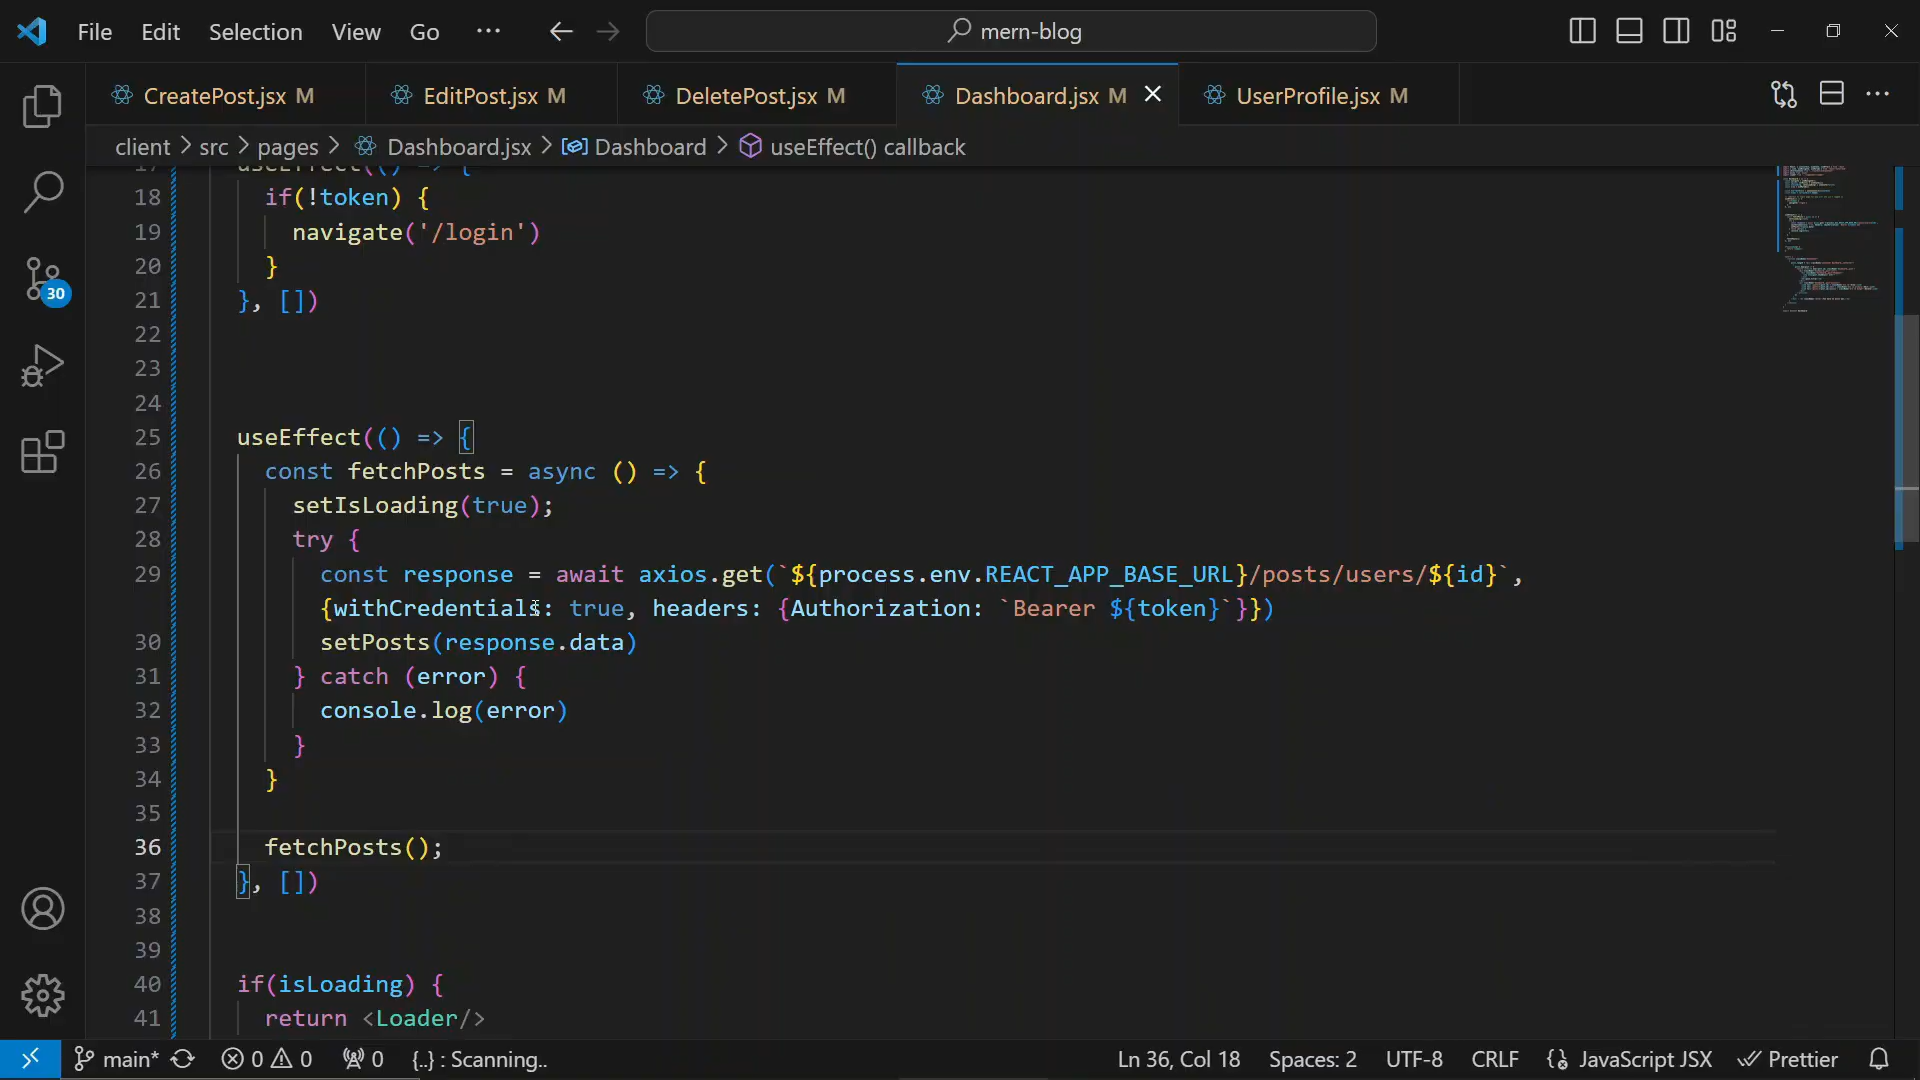 File Edit Selection View Go ··· mern-blog
CreatePost.jsx M EditPost.jsx M DeletePost.jsx M Dashboard.jsx M UserProfile.jsx M
client > src > pages > Dashboard.jsx > Dashboard > useEffect() callback
17 useEffect(() => {
18 if(!token) {
19 navigate('/login')
20 }
21 }, [])
22
23
24
25 useEffect(() => {
26 const fetchPosts = async () => {
27 setIsLoading(true);
28 try {
29 const response = await axios.get(`${process.env.REACT_APP_BASE_URL}/posts/users/${id}`,
{withCredentials: true, headers: {Authorization: `Bearer ${token}`}})
30 setPosts(response.data)
31 } catch (error) {
32 console.log(error)
33 }
34 }
35
36 fetchPosts();
37 }, [])
38
39
40 if(isLoading) {
41 return <Loader/>
30
main* 0 0 0 {..} : Scanning.. Ln 36, Col 18 Spaces: 2 UTF-8 CRLF JavaScript JSX Prettier